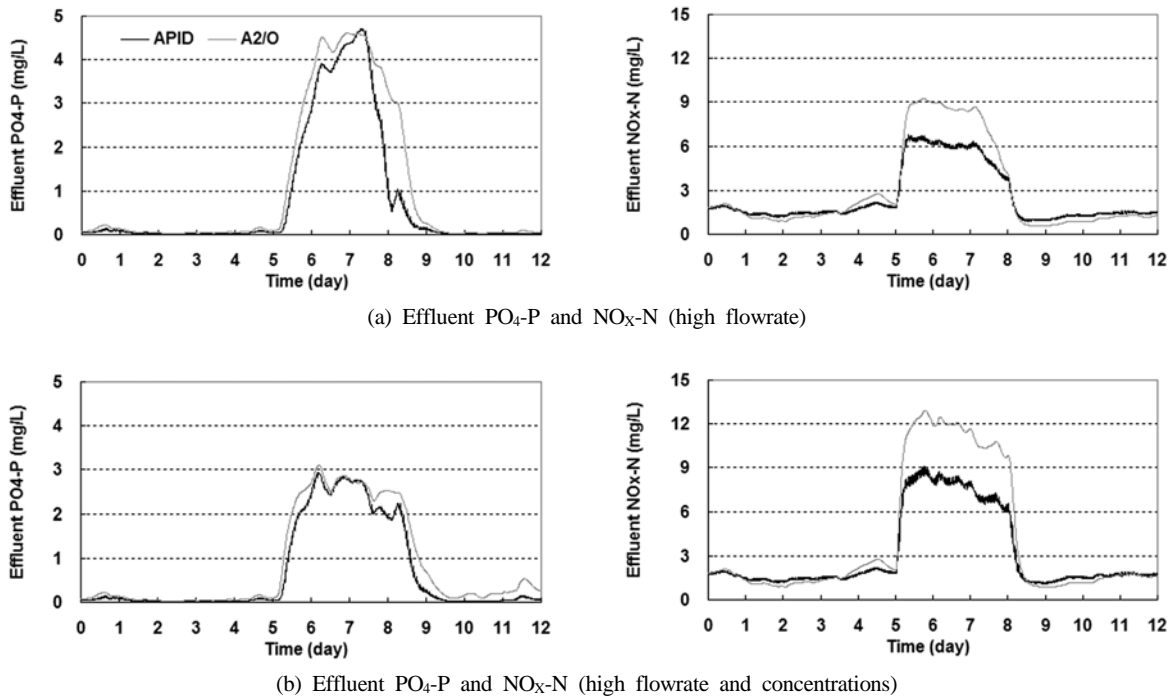 Effluent PO4-P (mg/L)
5
4
3
2
1
0
APID
A2/O
0 1 2 3 4 5 6 7 8 9 10 11 12
Time (day)
Effluent NOx-N (mg/L)
15
12
9
6
3
0
0 1 2 3 4 5 6 7 8 9 10 11 12
Time (day)
(a) Effluent PO₄-P and NOₓ-N (high flowrate)
Effluent PO4-P (mg/L)
5
4
3
2
1
0
0 1 2 3 4 5 6 7 8 9 10 11 12
Time (day)
Effluent NOx-N (mg/L)
15
12
9
6
3
0
0 1 2 3 4 5 6 7 8 9 10 11 12
Time (day)
(b) Effluent PO₄-P and NOₓ-N (high flowrate and concentrations)